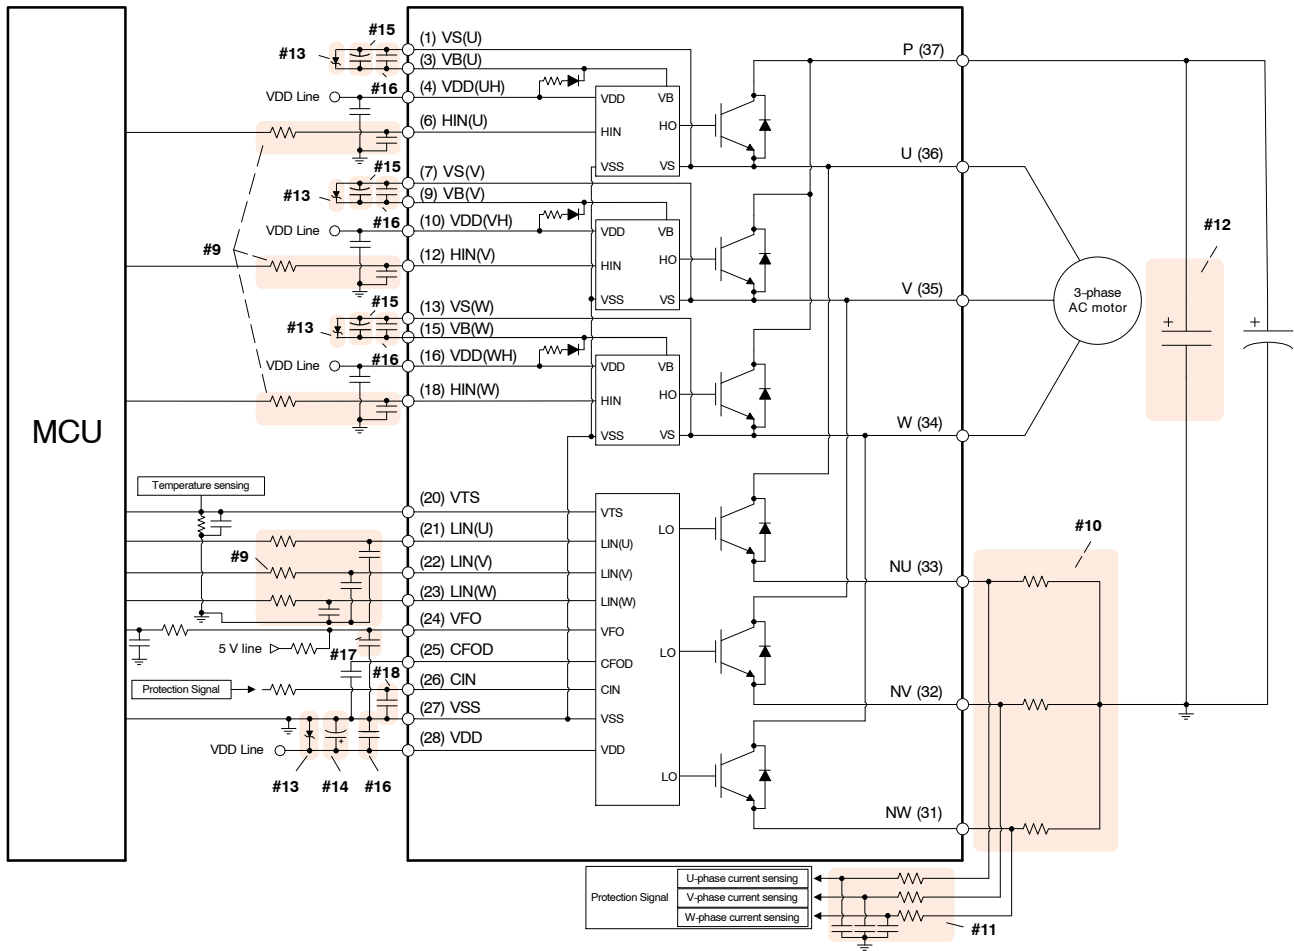 #15
(1) VS(U)
P (37)
#13
(3) VB(U)
#16
(4) VDD(UH)
VDD Line
VDD
VB
(6) HIN(U)
HIN
HO
VSS
VS
U (36)
#15
(7) VS(V)
#13
(9) VB(V)
#16
(10) VDD(VH)
VDD Line
VDD
VB
#12
#9
(12) HIN(V)
HIN
HO
VSS
VS
V (35)
3-phase
AC motor
+
+
#15
(13) VS(W)
#13
(15) VB(W)
#16
(16) VDD(WH)
VDD Line
VDD
VB
(18) HIN(W)
HIN
HO
VSS
VS
W (34)
MCU
Temperature sensing
(20) VTS
VTS
(21) LIN(U)
LIN(U)
LO
#10
#9
(22) LIN(V)
LIN(V)
NU (33)
(23) LIN(W)
LIN(W)
(24) VFO
VFO
5 V line
#17
(25) CFOD
CFOD
LO
#18
Protection Signal
(26) CIN
CIN
NV (32)
(27) VSS
VSS
VDD Line
+
(28) VDD
VDD
LO
#13
#14
#16
NW (31)
Protection Signal
U-phase current sensing
V-phase current sensing
W-phase current sensing
#11